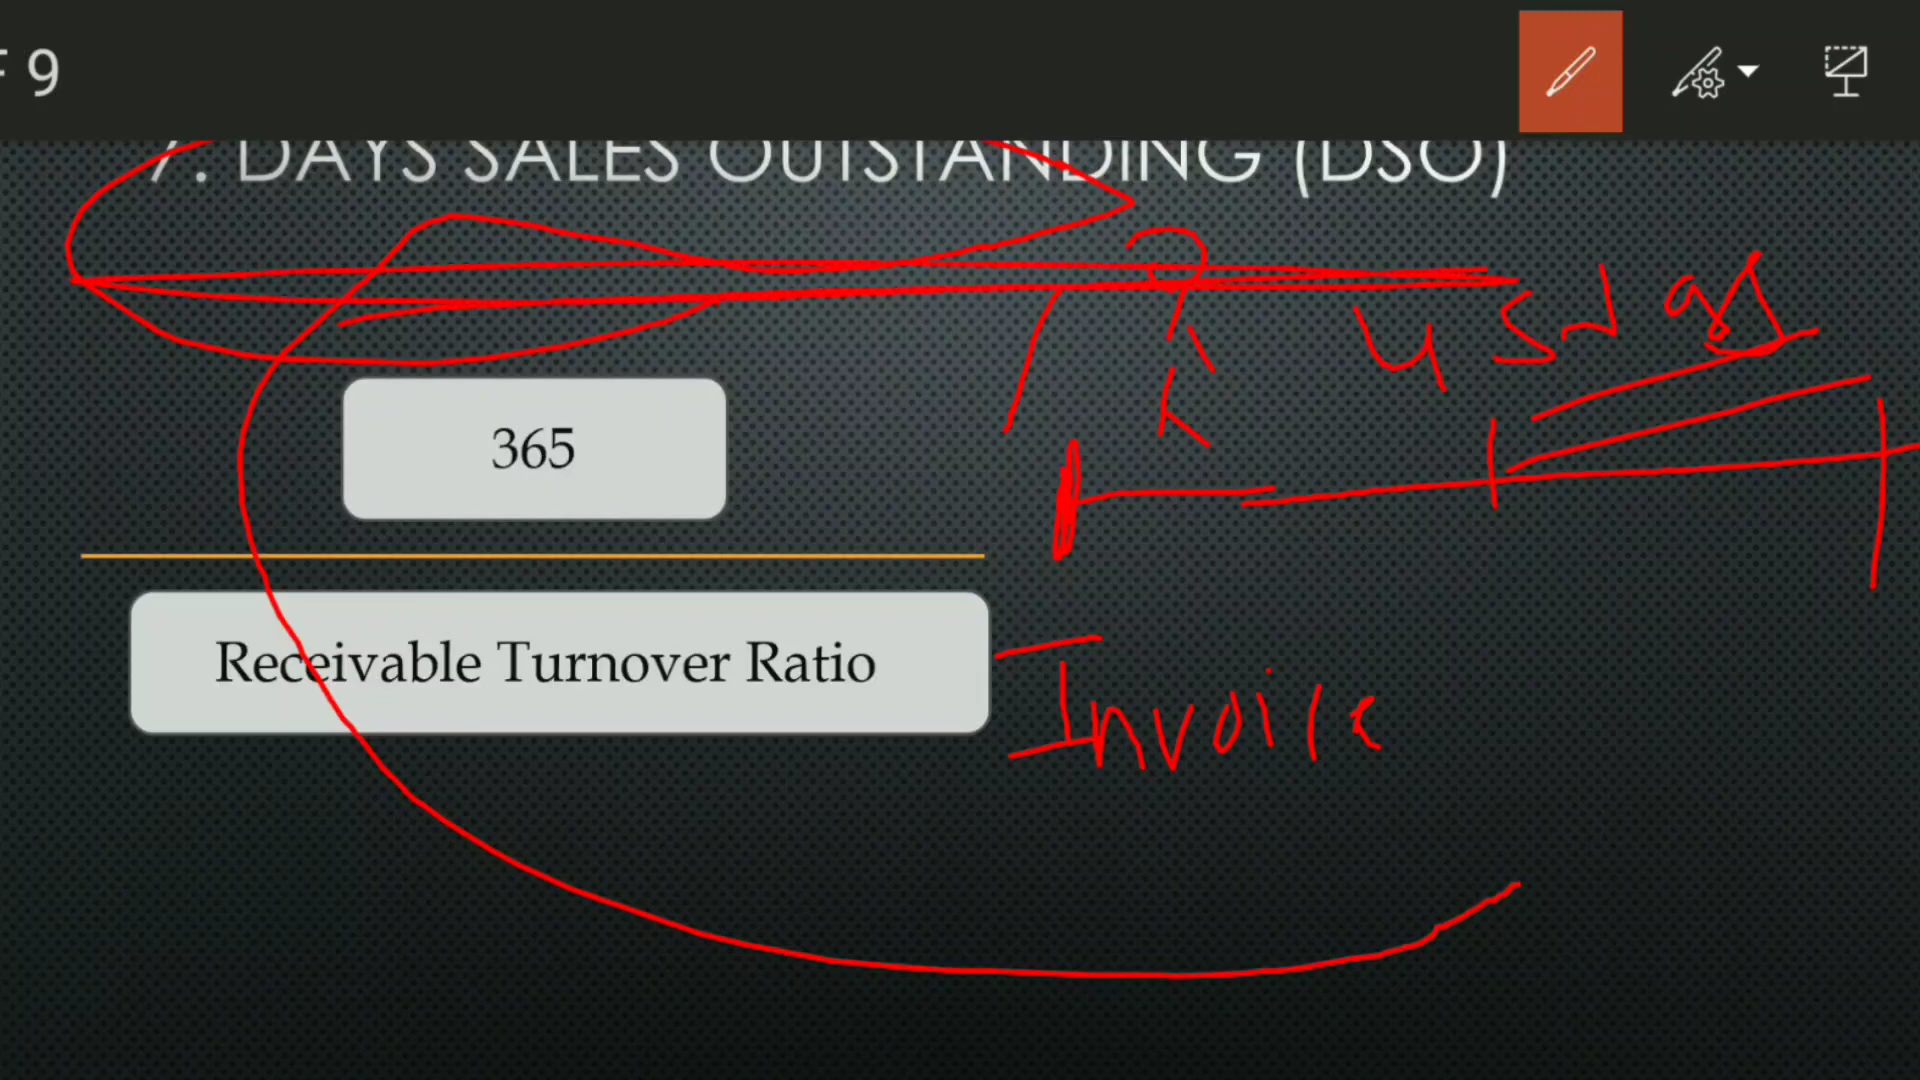 F 9
7. DAYS SALES OUTSTANDING (DSO)
365
Receivable Turnover Ratio
Invoice